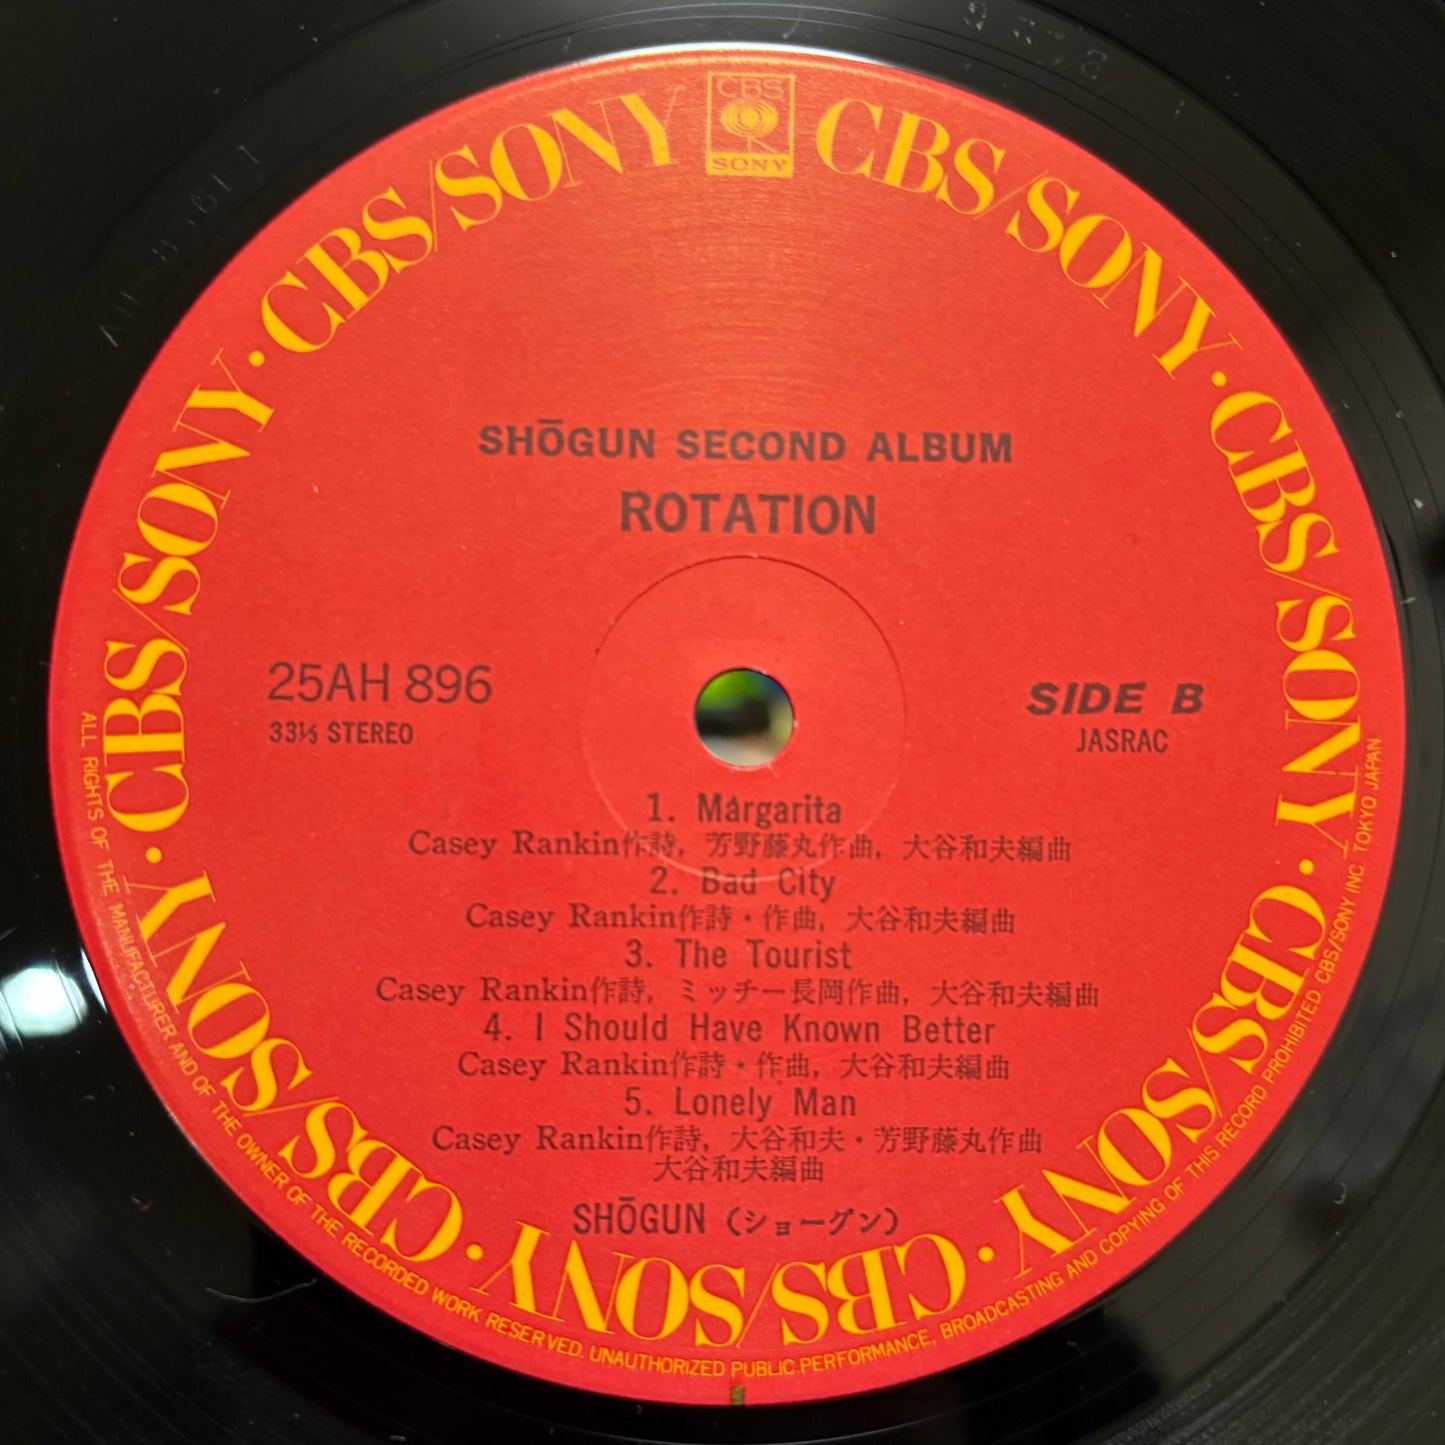 CBS
SONY
CBS/SONY · CBS/SONY · CBS/SONY · CBS/SONY · CBS/SONY · CBS/SONY · CBS/SONY · CBS/SONY
SHŌGUN SECOND ALBUM
ROTATION
25AH 896
33⅓ STEREO
SIDE B
JASRAC
1. Margarita
Casey Rankin作詩, 芳野藤丸作曲, 大谷和夫編曲
2. Bad City
Casey Rankin作詩・作曲, 大谷和夫編曲
3. The Tourist
Casey Rankin作詩, ミッチー長岡作曲, 大谷和夫編曲
4. I Should Have Known Better
Casey Rankin作詩・作曲, 大谷和夫編曲
5. Lonely Man
Casey Rankin作詩, 大谷和夫・芳野藤丸作曲
大谷和夫編曲
SHŌGUN (ショーグン)
ALL RIGHTS OF THE MANUFACTURER AND OF THE OWNER OF THE RECORDED WORK RESERVED. UNAUTHORIZED PUBLIC PERFORMANCE, BROADCASTING AND COPYING OF THIS RECORD PROHIBITED CBS/SONY INC. TOKYO JAPAN